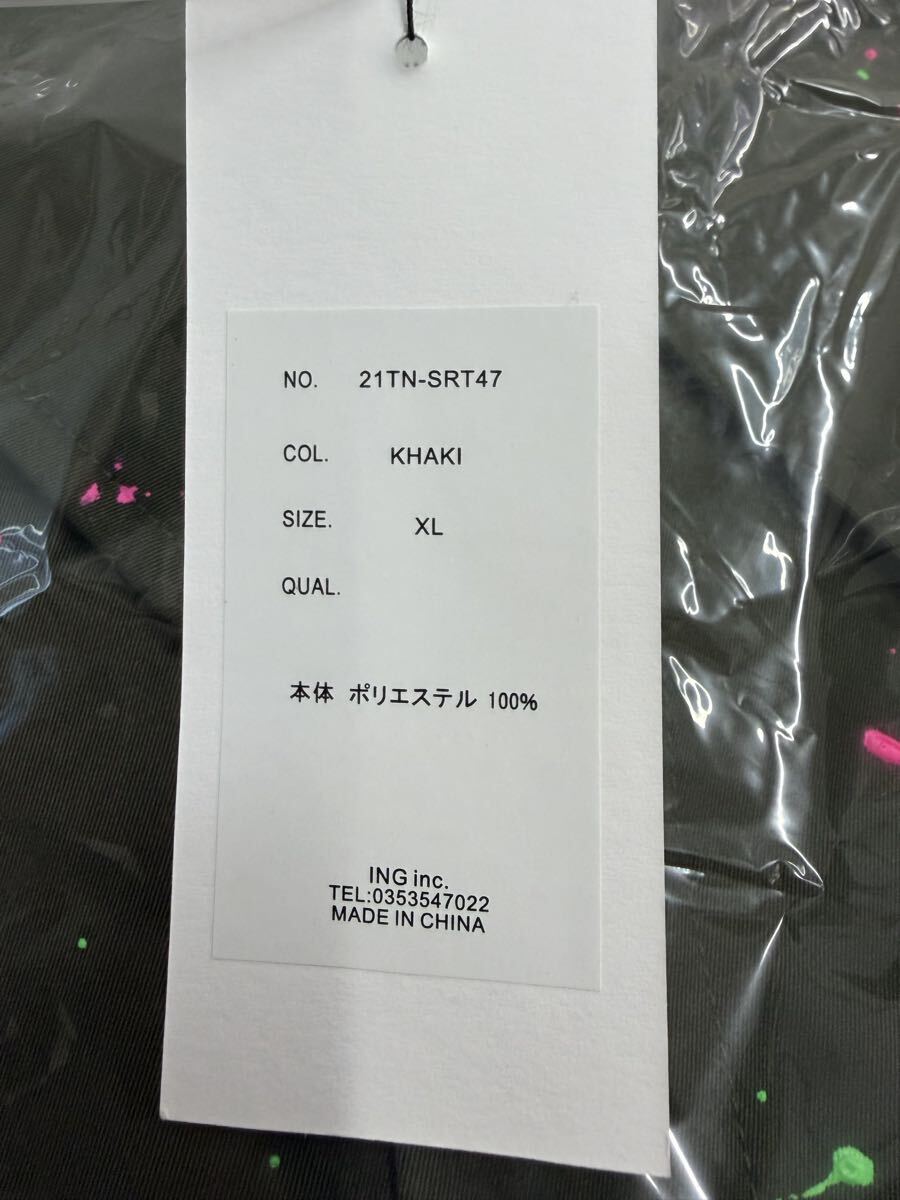 NO. 21TN-SRT47
COL. KHAKI
SIZE. XL
QUAL.
本体 ポリエステル 100%
ING inc.
TEL:0353547022
MADE IN CHINA